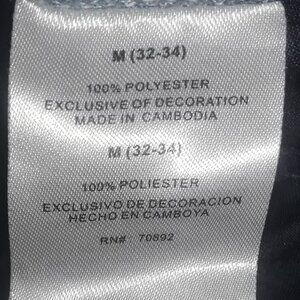 M (32-34)
100% POLYESTER
EXCLUSIVE OF DECORATION
MADE IN CAMBODIA
M (32-34)
100% POLIESTER
EXCLUSIVO DE DECORACION
HECHO EN CAMBOYA
RN#: 70892